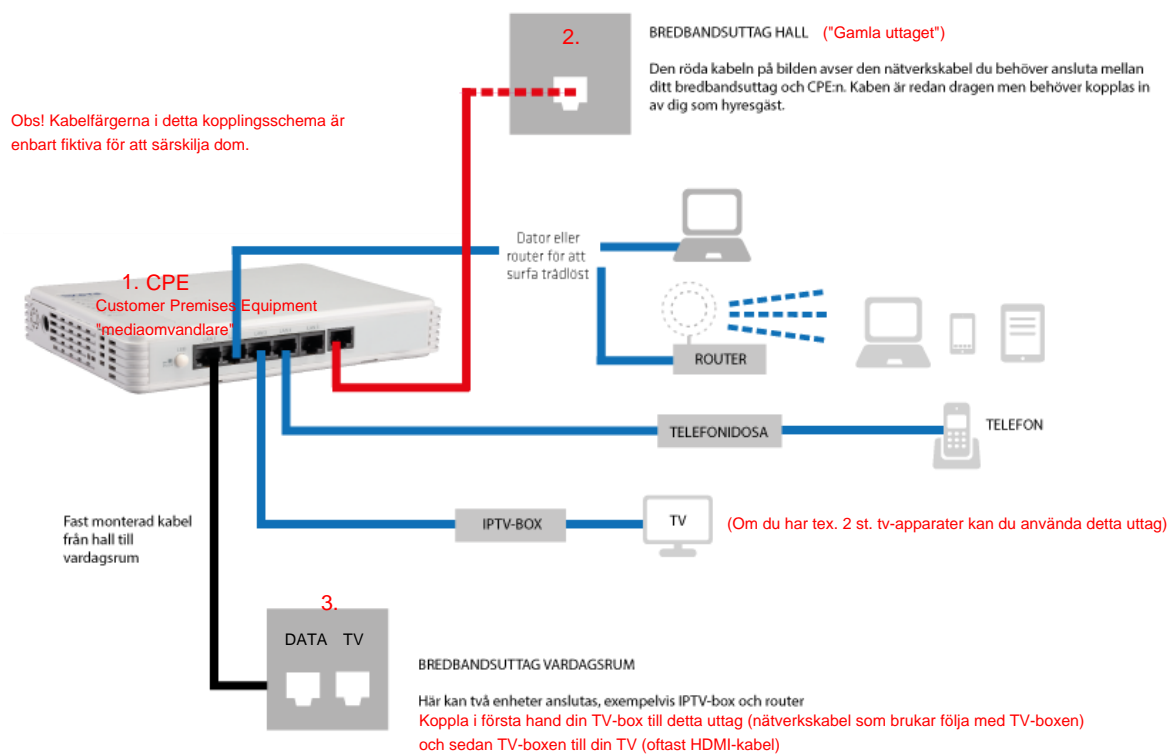 2.
BREDBANDSUTTAG HALL ("Gamla uttaget")
Den röda kabeln på bilden avser den nätverkskabel du behöver ansluta mellan
ditt bredbandsuttag och CPE:n. Kaben är redan dragen men behöver kopplas in
av dig som hyresgäst.
Obs! Kabelfärgerna i detta kopplingsschema är
enbart fiktiva för att särskilja dom.
Dator eller
router för att
surfa trådlöst
1. CPE
Customer Premises Equipment
"mediaomvandlare"
ROUTER
TELEFONIDOSA
TELEFON
IPTV-BOX
TV
(Om du har tex. 2 st. tv-apparater kan du använda detta uttag)
Fast monterad kabel
från hall till
vardagsrum
3.
DATA TV
BREDBANDSUTTAG VARDAGSRUM
Här kan två enheter anslutas, exempelvis IPTV-box och router
Koppla i första hand din TV-box till detta uttag (nätverkskabel som brukar följa med TV-boxen)
och sedan TV-boxen till din TV (oftast HDMI-kabel)